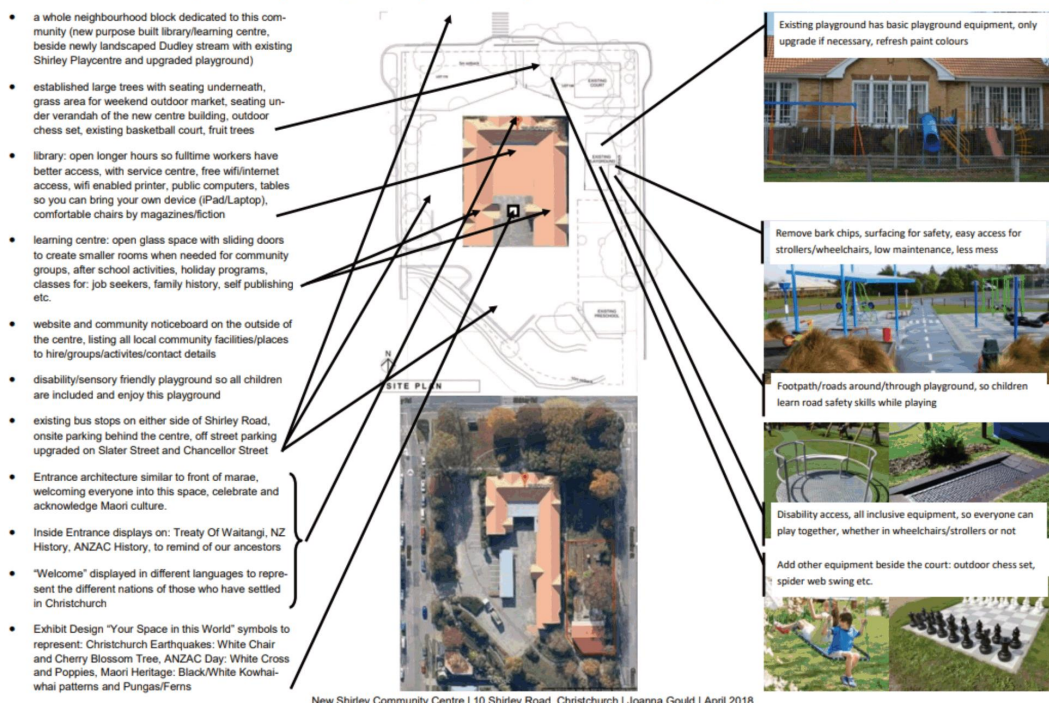 • a whole neighbourhood block dedicated to this com-
munity (new purpose built library/learning centre,
beside newly landscaped Dudley stream with existing
Shirley Playcentre and upgraded playground)
• established large trees with seating underneath,
grass area for weekend outdoor market, seating un-
der verandah of the new centre building, outdoor
chess set, existing basketball court, fruit trees
• library: open longer hours so fulltime workers have
better access, with service centre, free wifi/internet
access, wifi enabled printer, public computers, tables
so you can bring your own device (iPad/Laptop),
comfortable chairs by magazines/fiction
• learning centre: open glass space with sliding doors
to create smaller rooms when needed for community
groups, after school activities, holiday programs,
classes for: job seekers, family history, self publishing
etc.
• website and community noticeboard on the outside of
the centre, listing all local community facilities/places
to hire/groups/activites/contact details
• disability/sensory friendly playground so all children
are included and enjoy this playground
• existing bus stops on either side of Shirley Road,
onsite parking behind the centre, off street parking
upgraded on Slater Street and Chancellor Street
• Entrance architecture similar to front of marae,
welcoming everyone into this space, celebrate and
acknowledge Maori culture.
• Inside Entrance displays on: Treaty Of Waitangi, NZ
History, ANZAC History, to remind of our ancestors
• "Welcome" displayed in different languages to repre-
sent the different nations of those who have settled
in Christchurch
• Exhibit Design "Your Space in this World" symbols to
represent: Christchurch Earthquakes: White Chair
and Cherry Blossom Tree, ANZAC Day: White Cross
and Poppies, Maori Heritage: Black/White Kowhai-
whai patterns and Pungas/Ferns
EXISTING
COURT
EXISTING
PLAYGROUND
EXISTING
PRESCHOOL
N
SITE PLAN
Existing playground has basic playground equipment, only
upgrade if necessary, refresh paint colours
Remove bark chips, surfacing for safety, easy access for
strollers/wheelchairs, low maintenance, less mess
Footpath/roads around/through playground, so children
learn road safety skills while playing
Disability access, all inclusive equipment, so everyone can
play together, whether in wheelchairs/strollers or not
Add other equipment beside the court: outdoor chess set,
spider web swing etc.
New Shirley Community Centre | 10 Shirley Road, Christchurch | Joanna Gould | April 2018